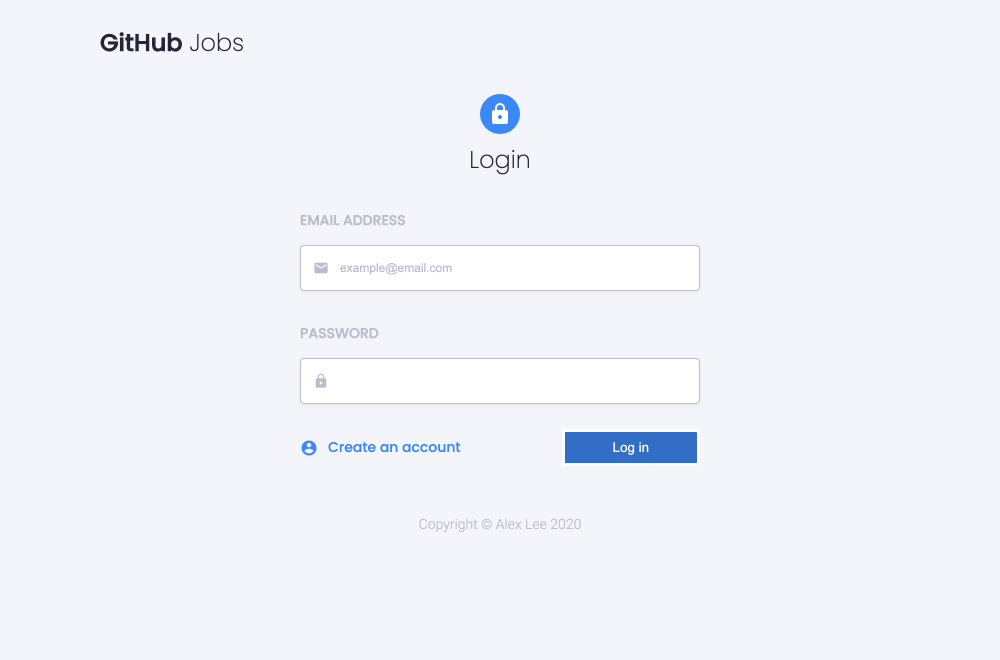 GitHub Jobs
Login
EMAIL ADDRESS
example@email.com
PASSWORD
Create an account
Log in
Copyright © Alex Lee 2020